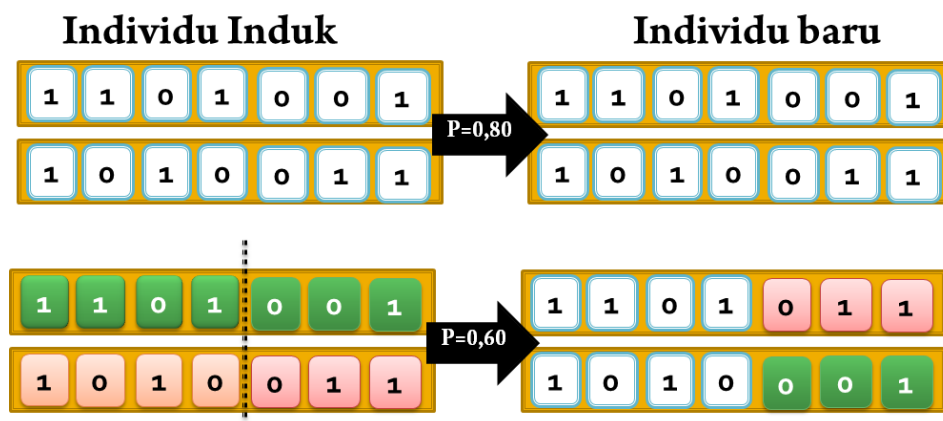 Individu Induk Individu baru
1 1 0 1 0 0 1 P=0,80 1 1 0 1 0 0 1
1 0 1 0 0 1 1 1 0 1 0 0 1 1
1 1 0 1 0 0 1 P=0,60 1 1 0 1 0 1 1
1 0 1 0 0 1 1 1 0 1 0 0 0 1